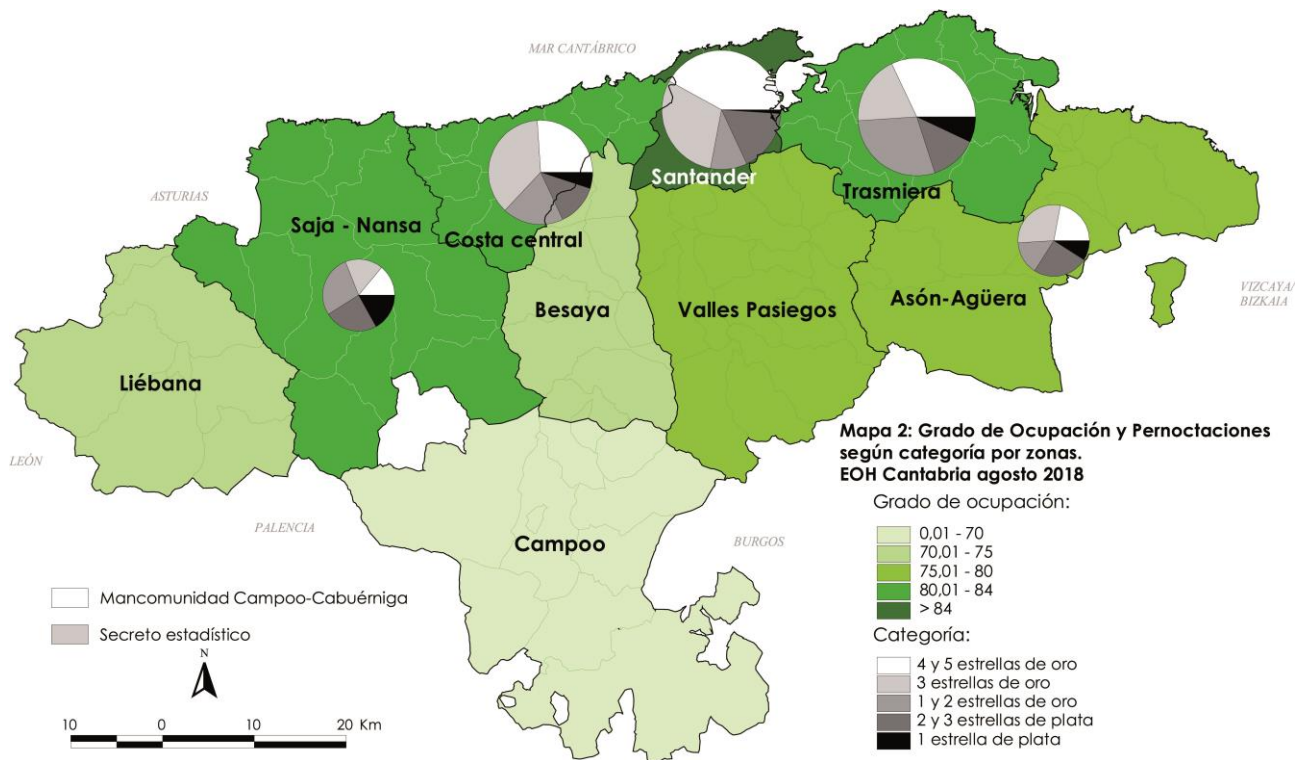 MAR CANTÁBRICO
ASTURIAS
Santander
Trasmiera
Saja - Nansa
Costa central
VIZCAYA/
BIZKAIA
Besaya
Valles Pasiegos
Asón-Agüera
Liébana
LEÓN
PALENCIA
Campoo
BURGOS
Mapa 2: Grado de Ocupación y Pernoctaciones
según categoría por zonas.
EOH Cantabria agosto 2018
Grado de ocupación:
0,01 - 70
70,01 - 75
75,01 - 80
80,01 - 84
> 84
Categoría:
4 y 5 estrellas de oro
3 estrellas de oro
1 y 2 estrellas de oro
2 y 3 estrellas de plata
1 estrella de plata
Mancomunidad Campoo-Cabuérniga
Secreto estadístico
N
10 0 10 20 Km